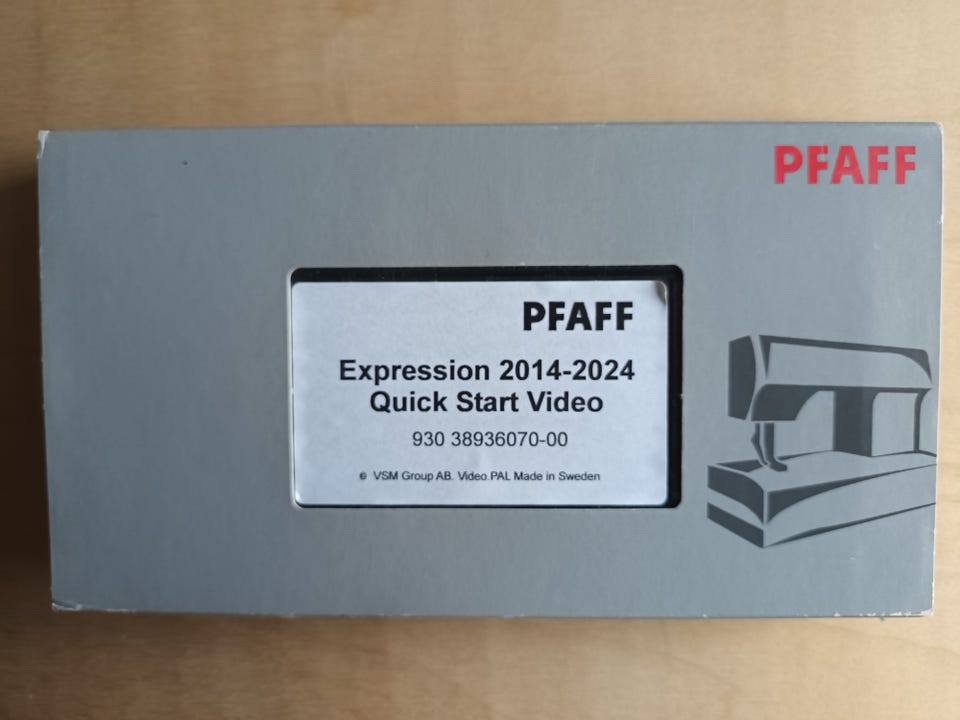 PFAFF
PFAFF
Expression 2014-2024
Quick Start Video
930 38936070-00
© VSM Group AB. Video.PAL Made in Sweden